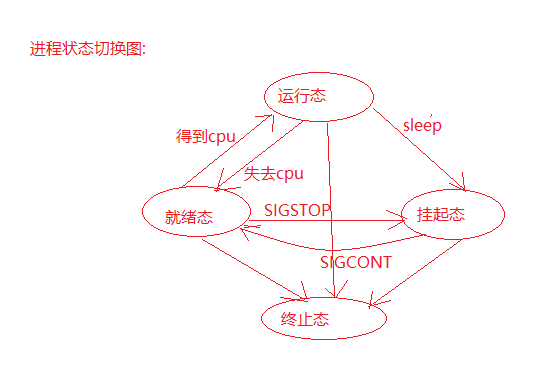 进程状态切换图:
运行态
得到cpu
sleep
失去cpu
就绪态
SIGSTOP
挂起态
SIGCONT
终止态